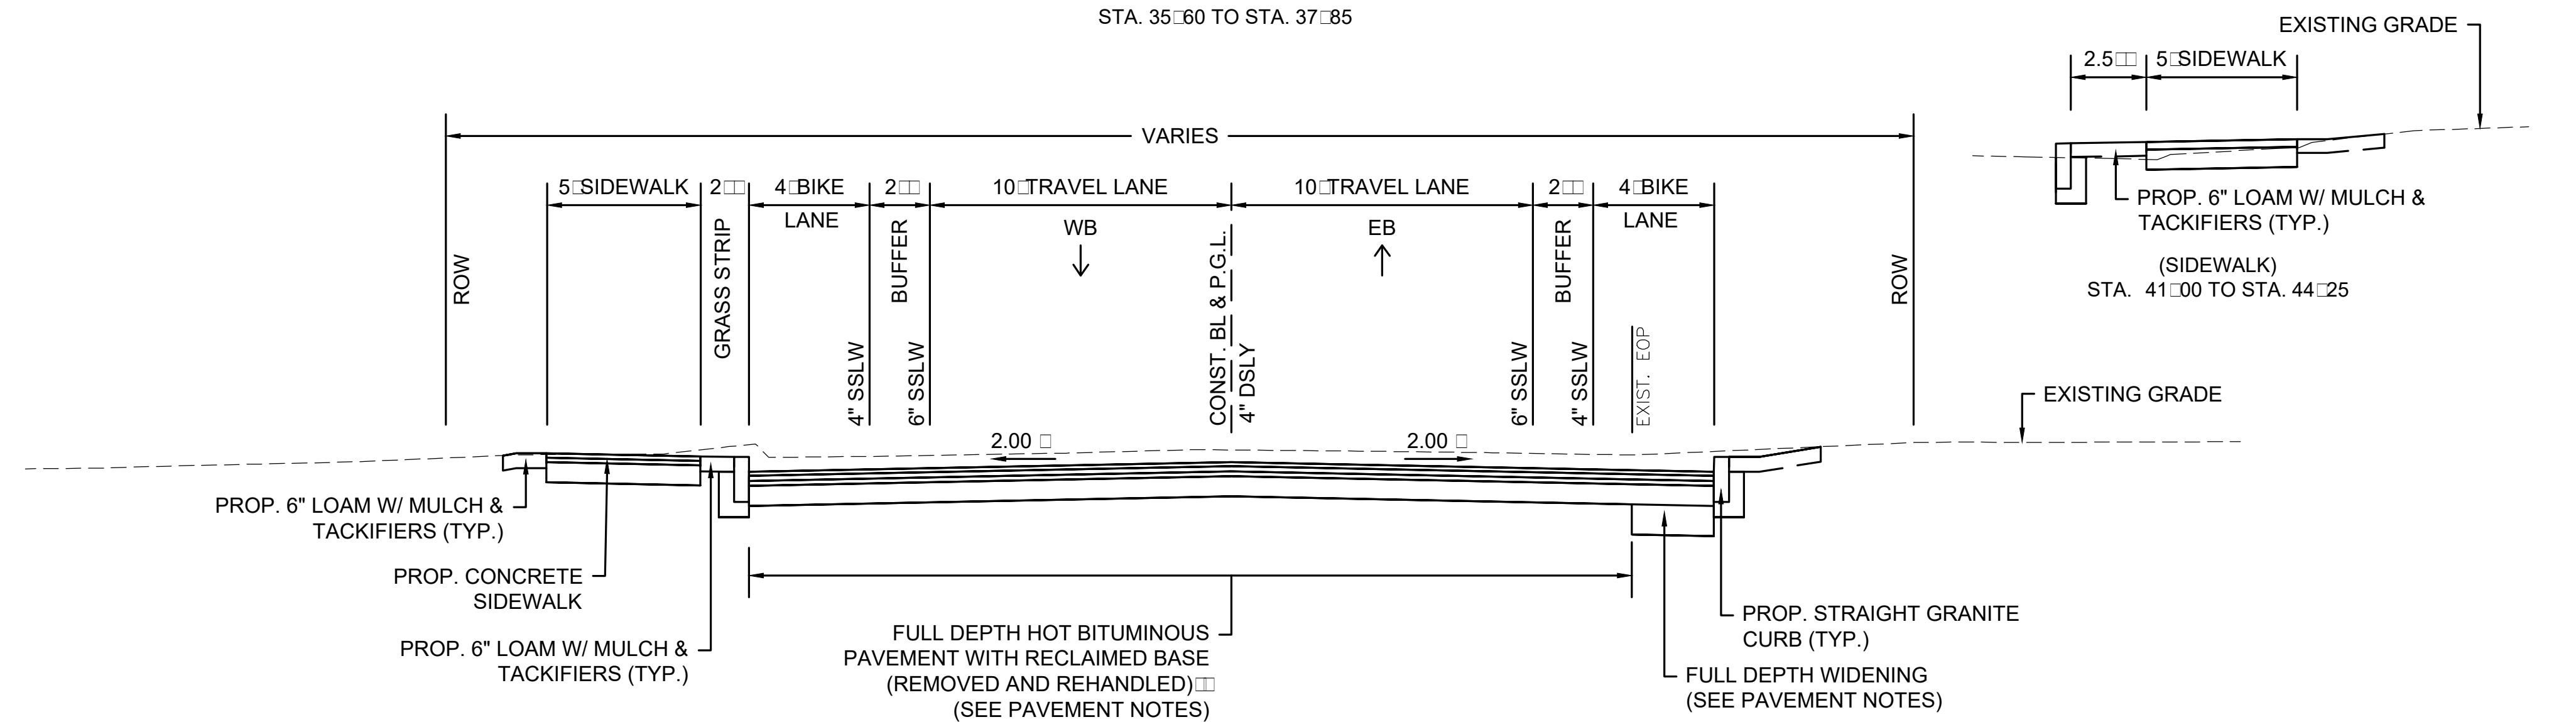 STA. 35□60 TO STA. 37□85
EXISTING GRADE
2.5□□
5□SIDEWALK
PROP. 6" LOAM W/ MULCH &
TACKIFIERS (TYP.)
(SIDEWALK)
STA. 41□00 TO STA. 44□25
VARIES
5□SIDEWALK
2□□
4□BIKE
LANE
2□□
10□TRAVEL LANE
10□TRAVEL LANE
2□□
4□BIKE
LANE
WB
EB
ROW
GRASS STRIP
BUFFER
4" SSLW
6" SSLW
CONST. BL & P.G.L.
4" DSLY
6" SSLW
BUFFER
4" SSLW
EXIST. EOP
ROW
EXISTING GRADE
2.00 □
2.00 □
PROP. 6" LOAM W/ MULCH &
TACKIFIERS (TYP.)
PROP. CONCRETE
SIDEWALK
PROP. 6" LOAM W/ MULCH &
TACKIFIERS (TYP.)
FULL DEPTH HOT BITUMINOUS
PAVEMENT WITH RECLAIMED BASE
(REMOVED AND REHANDLED)□□
(SEE PAVEMENT NOTES)
PROP. STRAIGHT GRANITE
CURB (TYP.)
FULL DEPTH WIDENING
(SEE PAVEMENT NOTES)